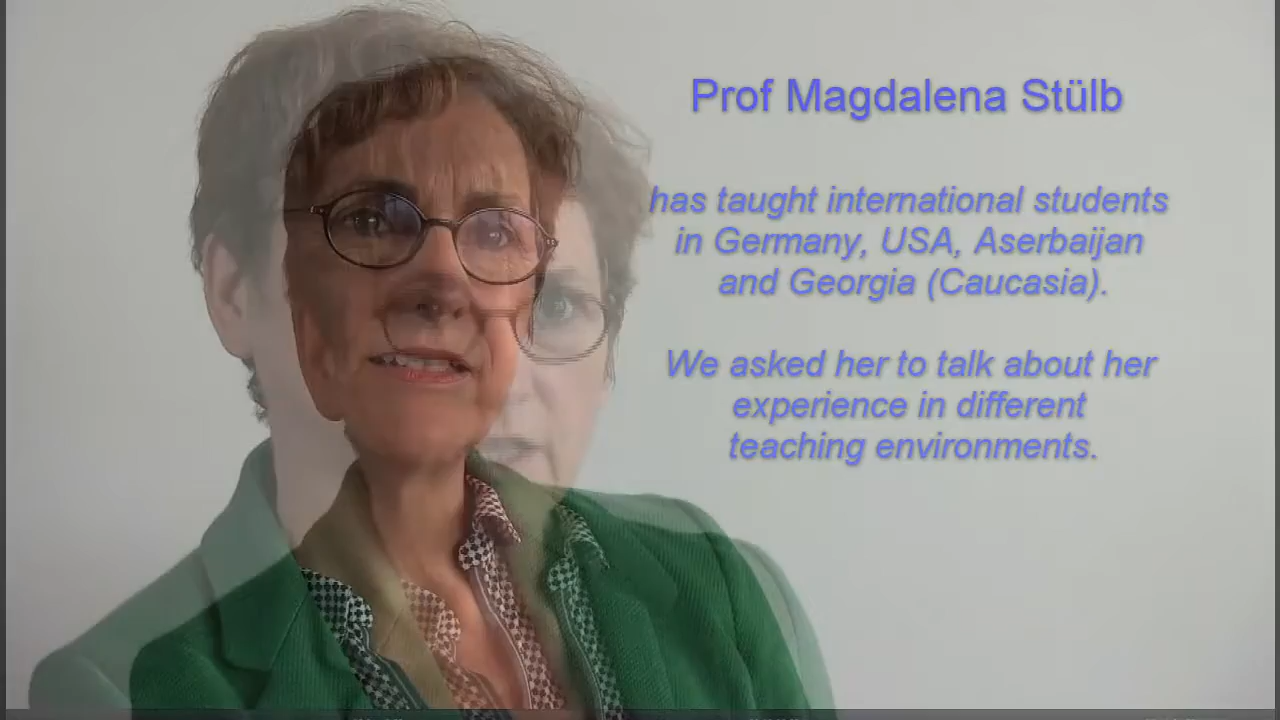 Prof Magdalena Stülb
has taught international students
in Germany, USA, Aserbaijan
and Georgia (Caucasia).
We asked her to talk about her
experience in different
teaching environments.